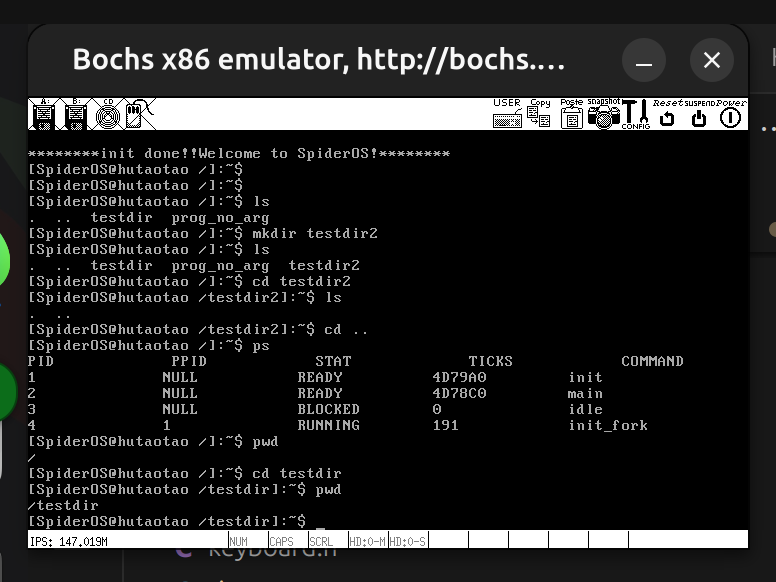 Bochs x86 emulator, http://bochs.…
A: B: CD USER Copy Paste snapshot CONFIG Reset SUSPEND Power
********init done!!Welcome to SpiderOS!********
[SpiderOS@hutaotao /]:~$
[SpiderOS@hutaotao /]:~$
[SpiderOS@hutaotao /]:~$ ls
.  ..  testdir  prog_no_arg
[SpiderOS@hutaotao /]:~$ mkdir testdir2
[SpiderOS@hutaotao /]:~$ ls
.  ..  testdir  prog_no_arg  testdir2
[SpiderOS@hutaotao /]:~$ cd testdir2
[SpiderOS@hutaotao /testdir2]:~$ ls
.  ..
[SpiderOS@hutaotao /testdir2]:~$ cd ..
[SpiderOS@hutaotao /]:~$ ps
PID            PPID            STAT            TICKS            COMMAND
1              NULL           READY          4D79A0         init
2              NULL           READY          4D78C0         main
3              NULL           BLOCKED        0              idle
4              1              RUNNING        191            init_fork
[SpiderOS@hutaotao /]:~$ pwd
/
[SpiderOS@hutaotao /]:~$ cd testdir
[SpiderOS@hutaotao /testdir]:~$ pwd
/testdir
[SpiderOS@hutaotao /testdir]:~$ _
IPS: 147.019M NUM CAPS SCRL HD:0-M HD:0-S
keyboard.h